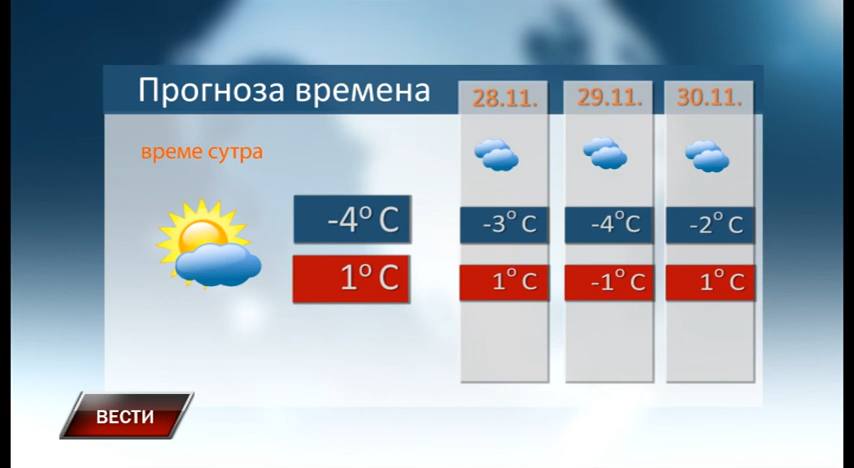 Прогноза времена
време сутра
-4° C
1° C
28.11. 29.11. 30.11.
-3° C -4°C -2° C
1° C -1° C 1° C
ВЕСТИ